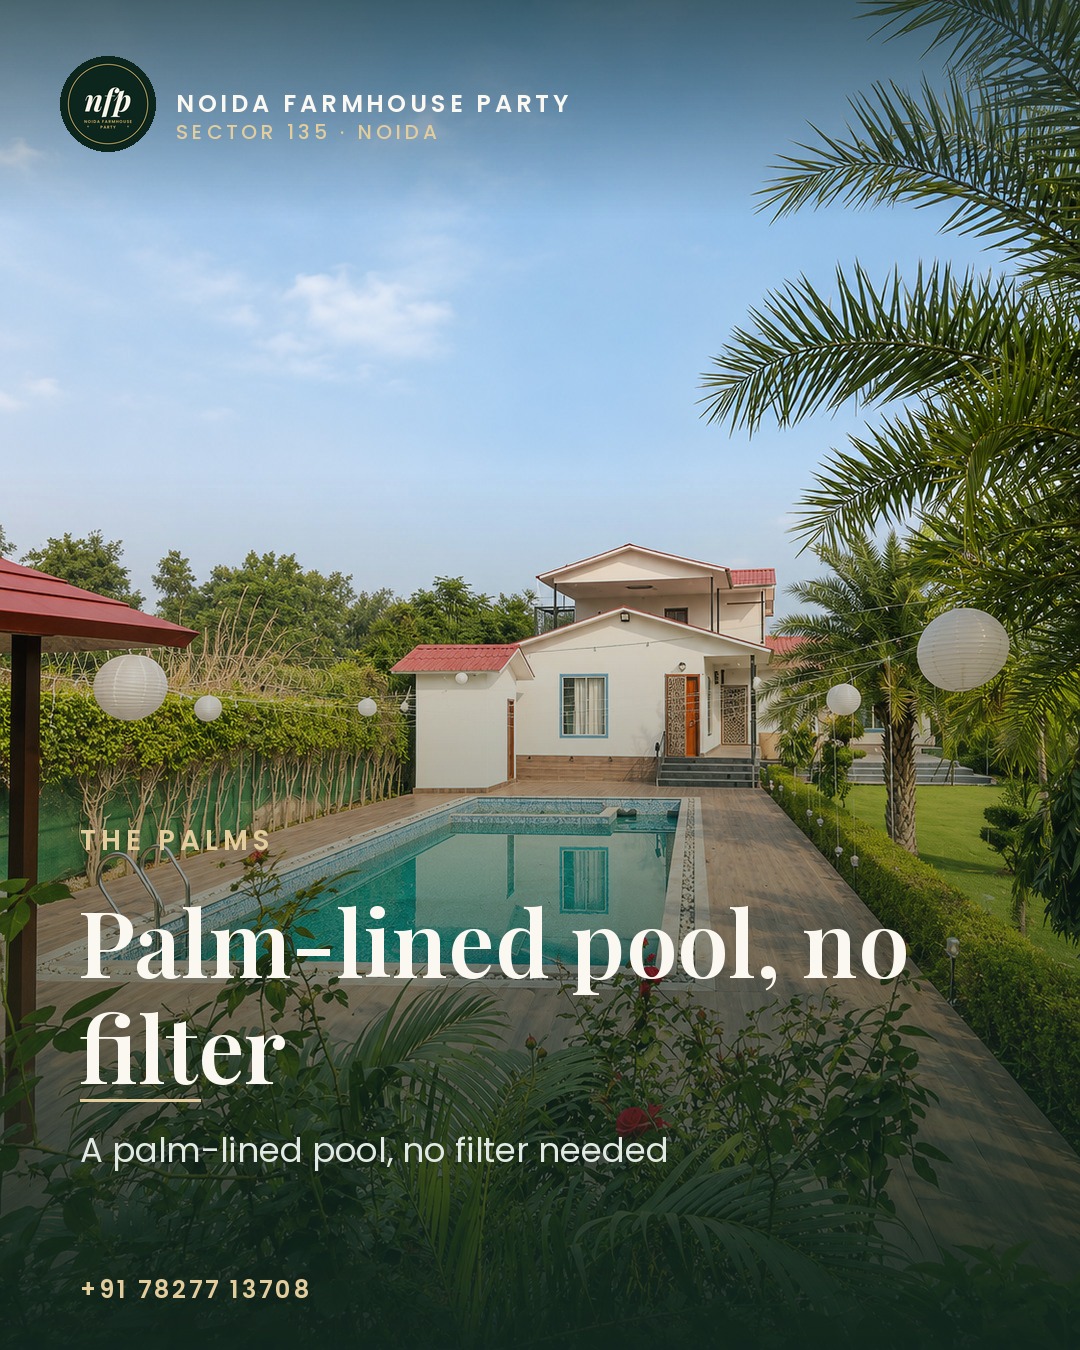 nfp
NOIDA FARMHOUSE
PARTY
NOIDA FARMHOUSE PARTY
SECTOR 135 · NOIDA
THE PALMS
Palm-lined pool, no
filter
A palm-lined pool, no filter needed
+91 78277 13708